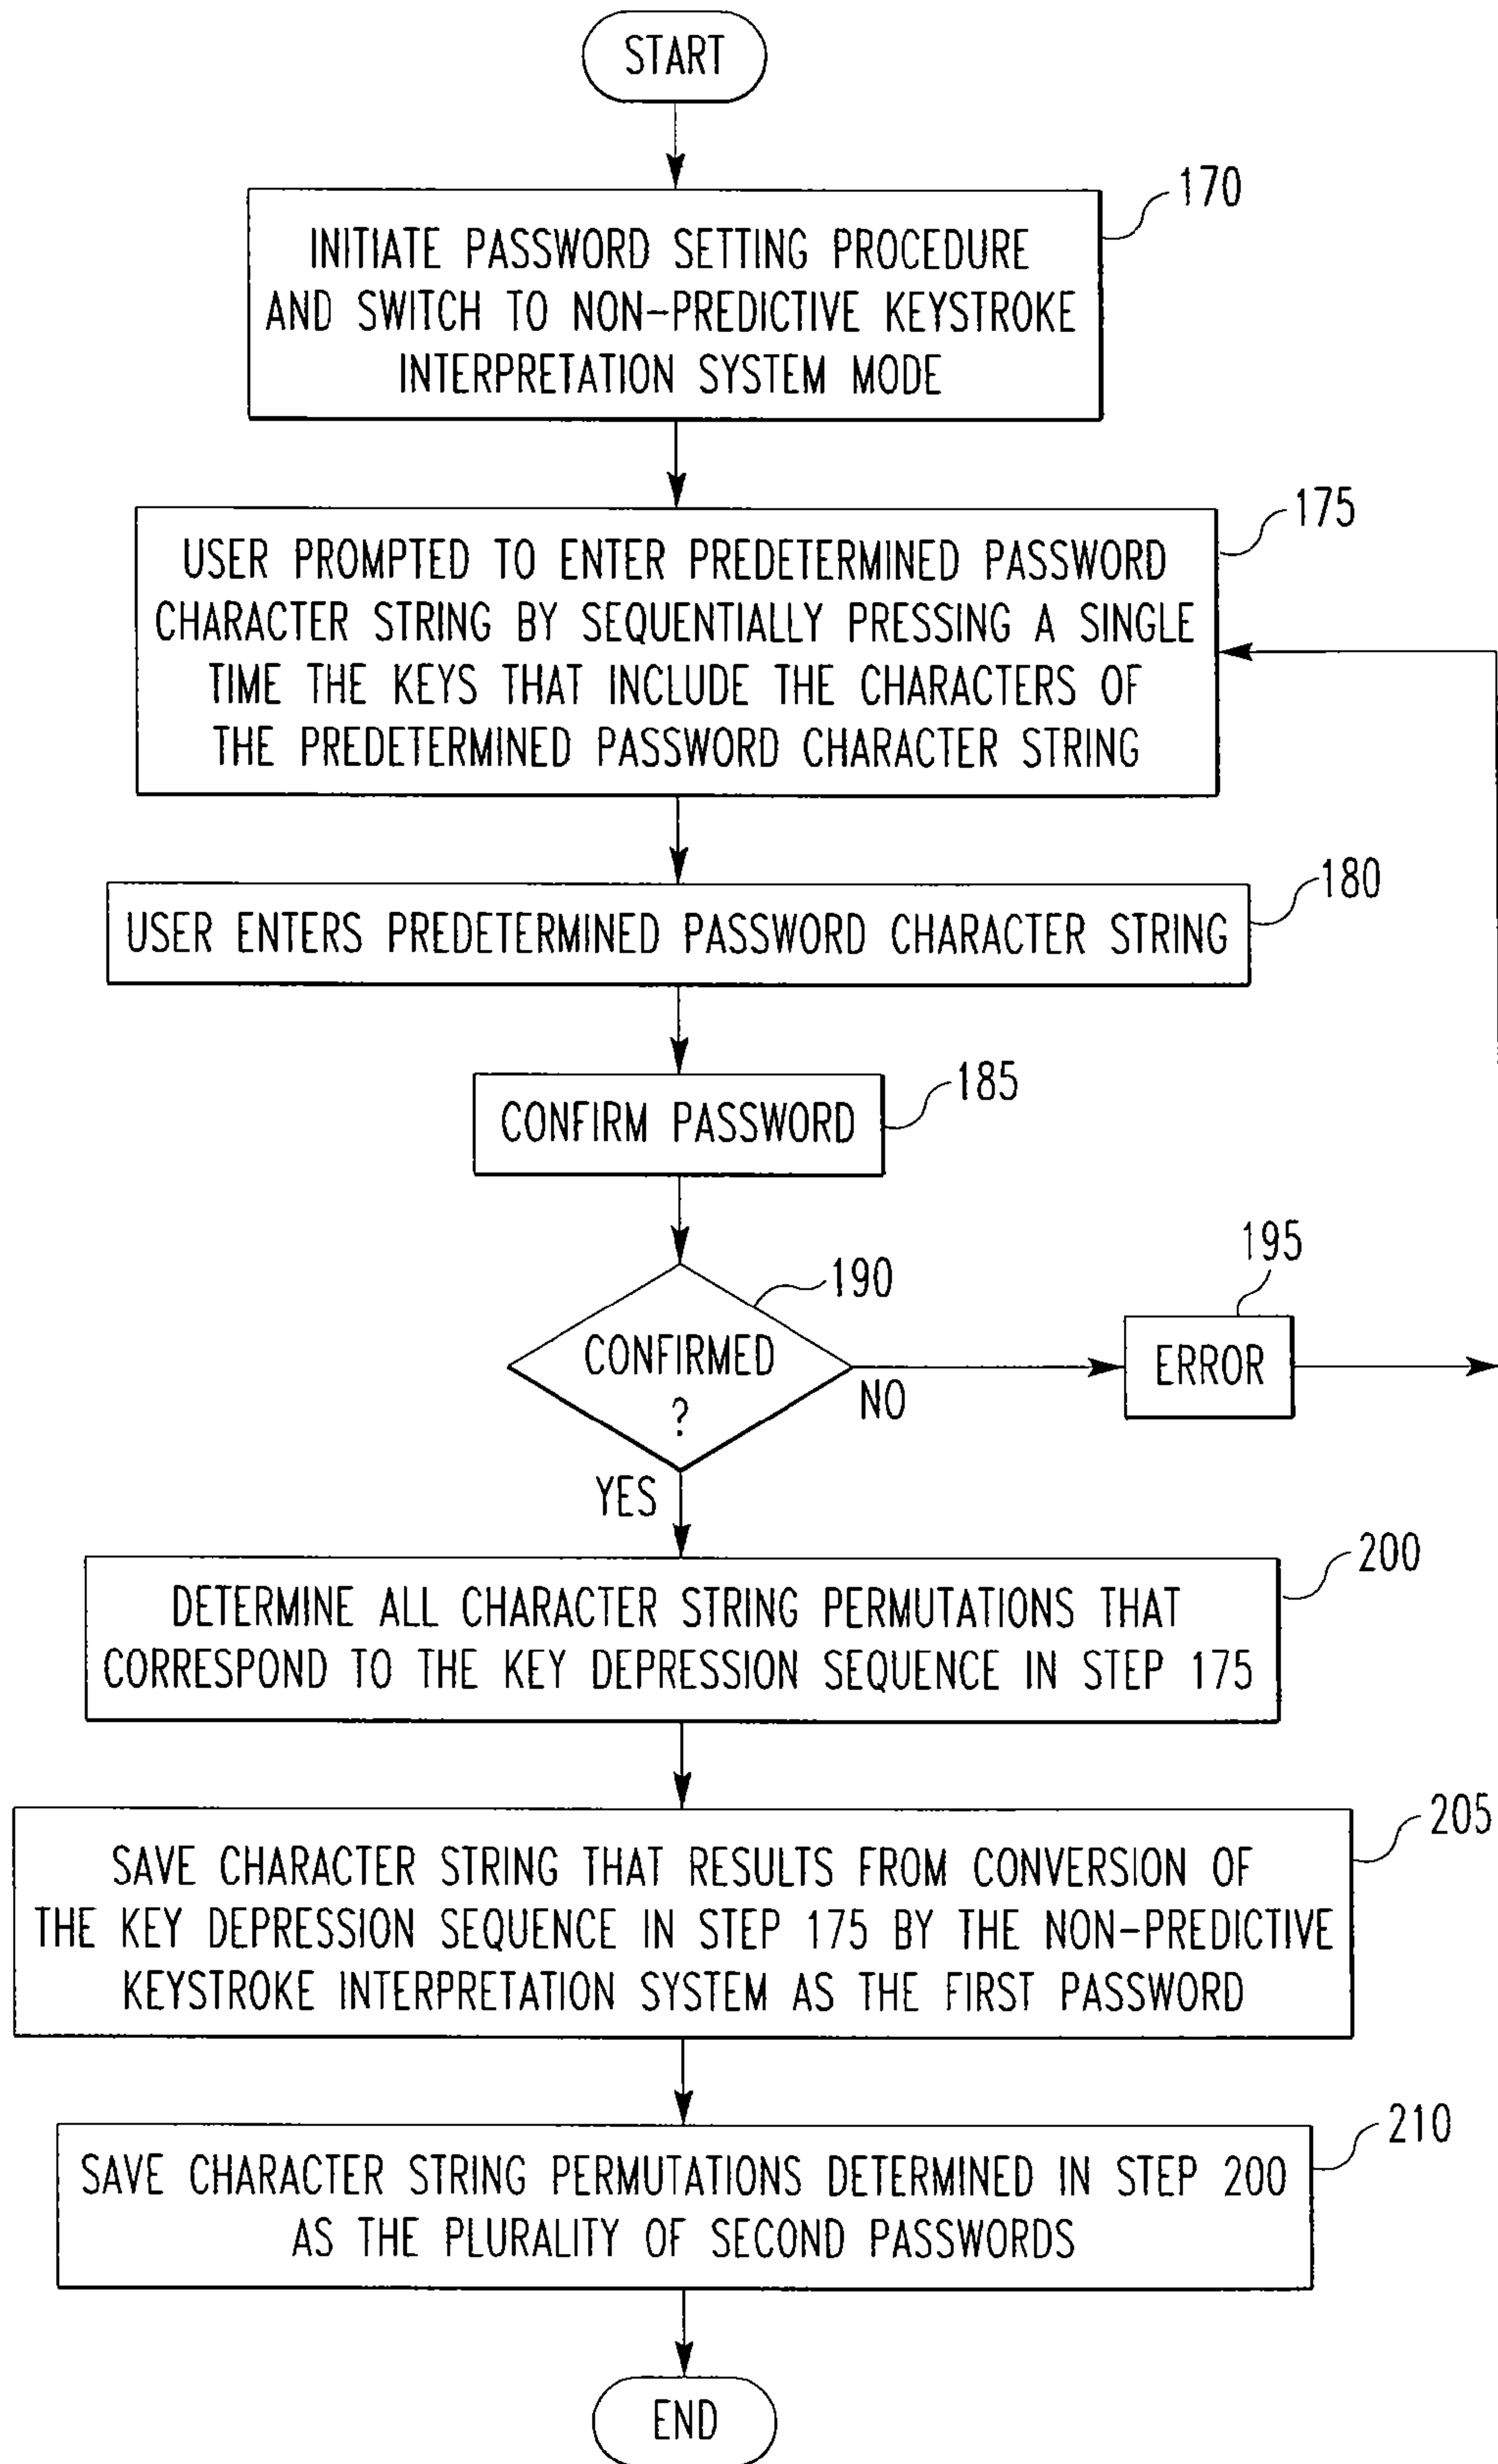 START
170
INITIATE PASSWORD SETTING PROCEDURE
AND SWITCH TO NON-PREDICTIVE KEYSTROKE
INTERPRETATION SYSTEM MODE
175
USER PROMPTED TO ENTER PREDETERMINED PASSWORD
CHARACTER STRING BY SEQUENTIALLY PRESSING A SINGLE
TIME THE KEYS THAT INCLUDE THE CHARACTERS OF
THE PREDETERMINED PASSWORD CHARACTER STRING
180
USER ENTERS PREDETERMINED PASSWORD CHARACTER STRING
185
CONFIRM PASSWORD
190
CONFIRMED
?
NO
195
ERROR
YES
200
DETERMINE ALL CHARACTER STRING PERMUTATIONS THAT
CORRESPOND TO THE KEY DEPRESSION SEQUENCE IN STEP 175
205
SAVE CHARACTER STRING THAT RESULTS FROM CONVERSION OF
THE KEY DEPRESSION SEQUENCE IN STEP 175 BY THE NON-PREDICTIVE
KEYSTROKE INTERPRETATION SYSTEM AS THE FIRST PASSWORD
210
SAVE CHARACTER STRING PERMUTATIONS DETERMINED IN STEP 200
AS THE PLURALITY OF SECOND PASSWORDS
END